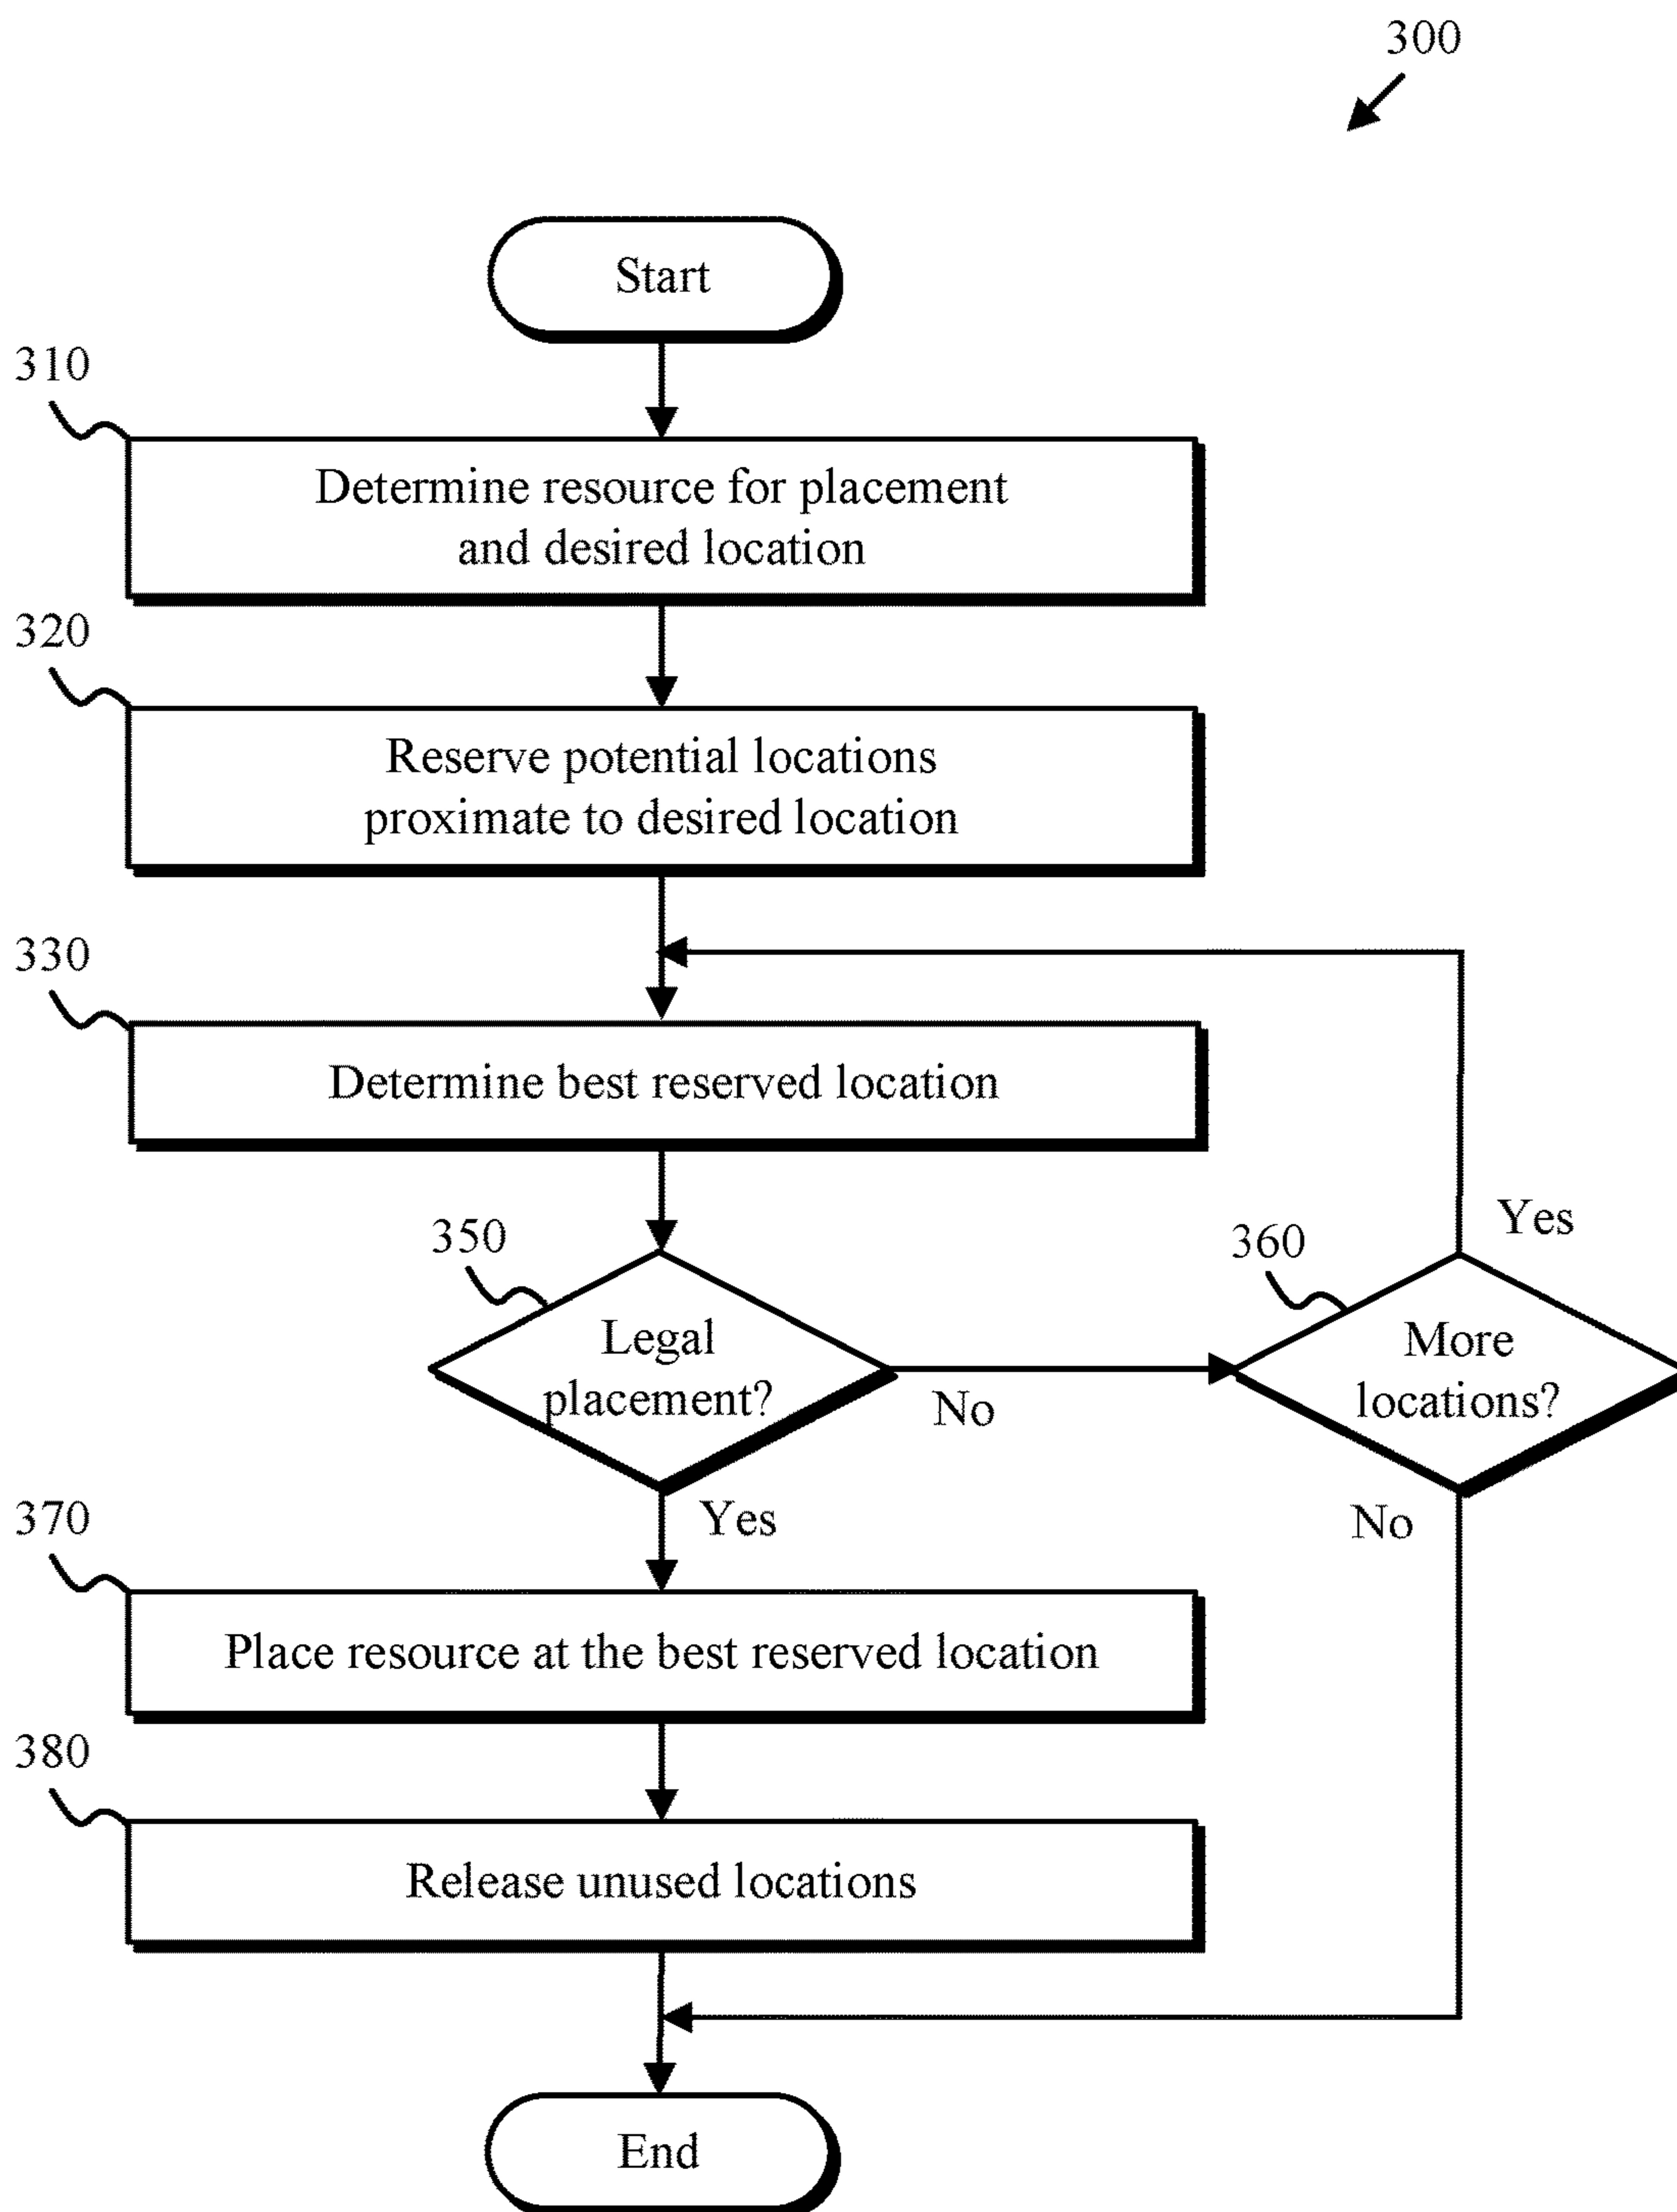 300
Start
310
Determine resource for placement
and desired location
320
Reserve potential locations
proximate to desired location
330
Determine best reserved location
350
Legal
placement?
No
Yes
360
More
locations?
Yes
No
370
Place resource at the best reserved location
380
Release unused locations
End